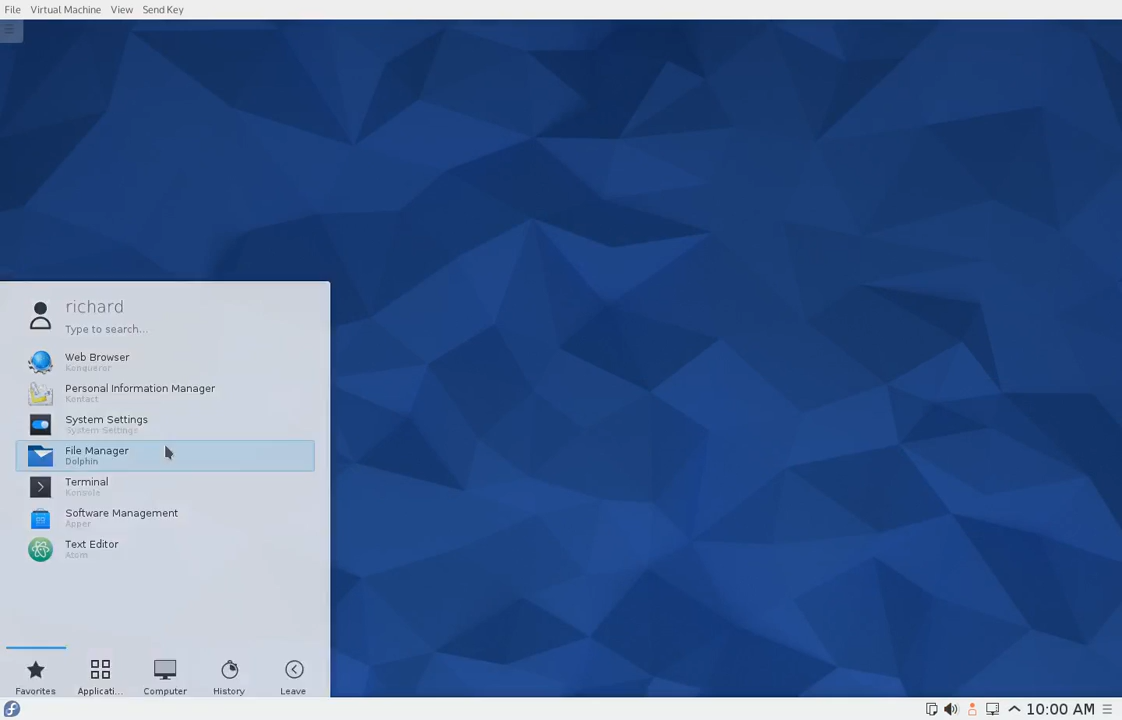 File Virtual Machine View Send Key
richard
Type to search...
Web Browser
Konqueror
Personal Information Manager
Kontact
System Settings
System Settings
File Manager
Dolphin
Terminal
Konsole
Software Management
Apper
Text Editor
Atom
Favorites Applicati... Computer History Leave
10:00 AM